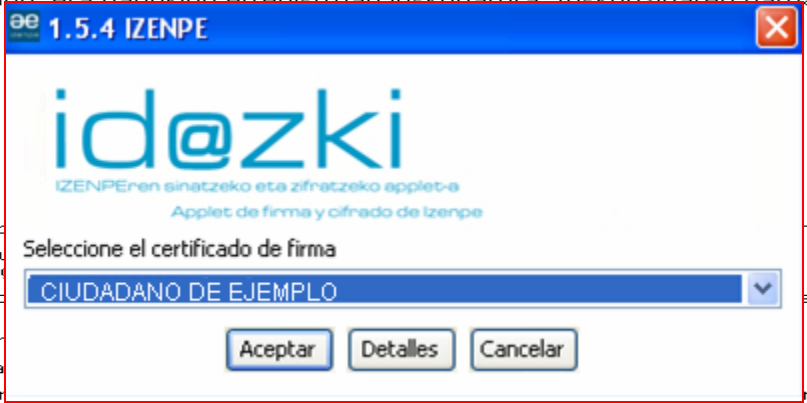 1.5.4 IZENPE
id@zki
IZENPEren sinatzeko eta zifratzeko applet-a
Applet de firma y cifrado de Izenpe
Seleccione el certificado de firma
CIUDADANO DE EJEMPLO
Aceptar Detalles Cancelar